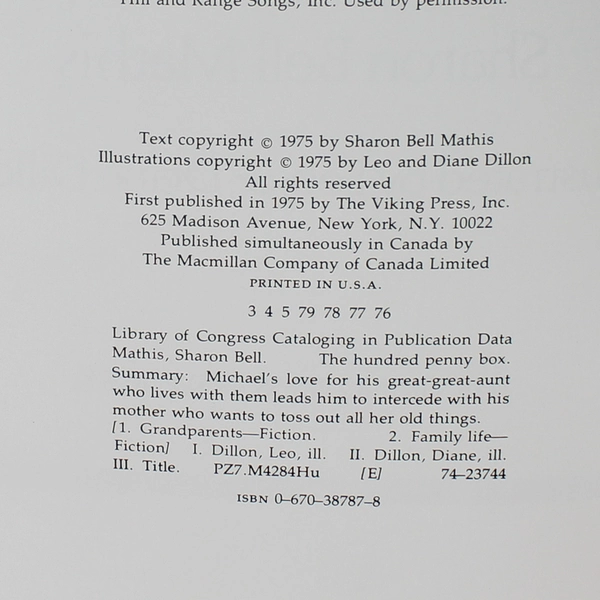 Hill and Range Songs, Inc. Used by permission.
Text copyright © 1975 by Sharon Bell Mathis
Illustrations copyright © 1975 by Leo and Diane Dillon
All rights reserved
First published in 1975 by The Viking Press, Inc.
625 Madison Avenue, New York, N.Y. 10022
Published simultaneously in Canada by
The Macmillan Company of Canada Limited
PRINTED IN U.S.A.
3 4 5 79 78 77 76
Library of Congress Cataloging in Publication Data
Mathis, Sharon Bell. The hundred penny box.
Summary: Michael's love for his great-great-aunt
who lives with them leads him to intercede with his
mother who wants to toss out all her old things.
[1. Grandparents—Fiction. 2. Family life—
Fiction] I. Dillon, Leo, ill. II. Dillon, Diane, ill.
III. Title. PZ7.M4284Hu [E] 74–23744
ISBN 0–670–38787–8